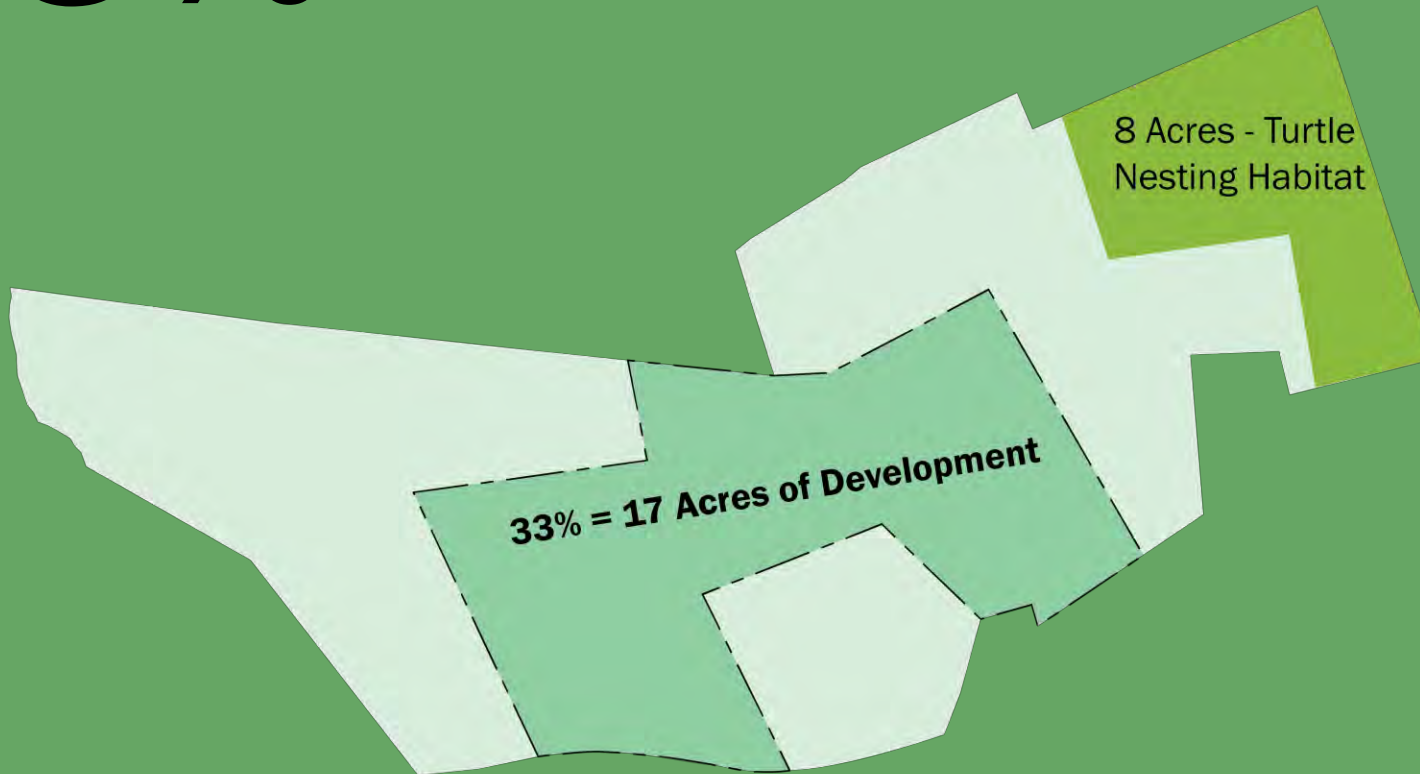 8 Acres - Turtle
Nesting Habitat
33% = 17 Acres of Development